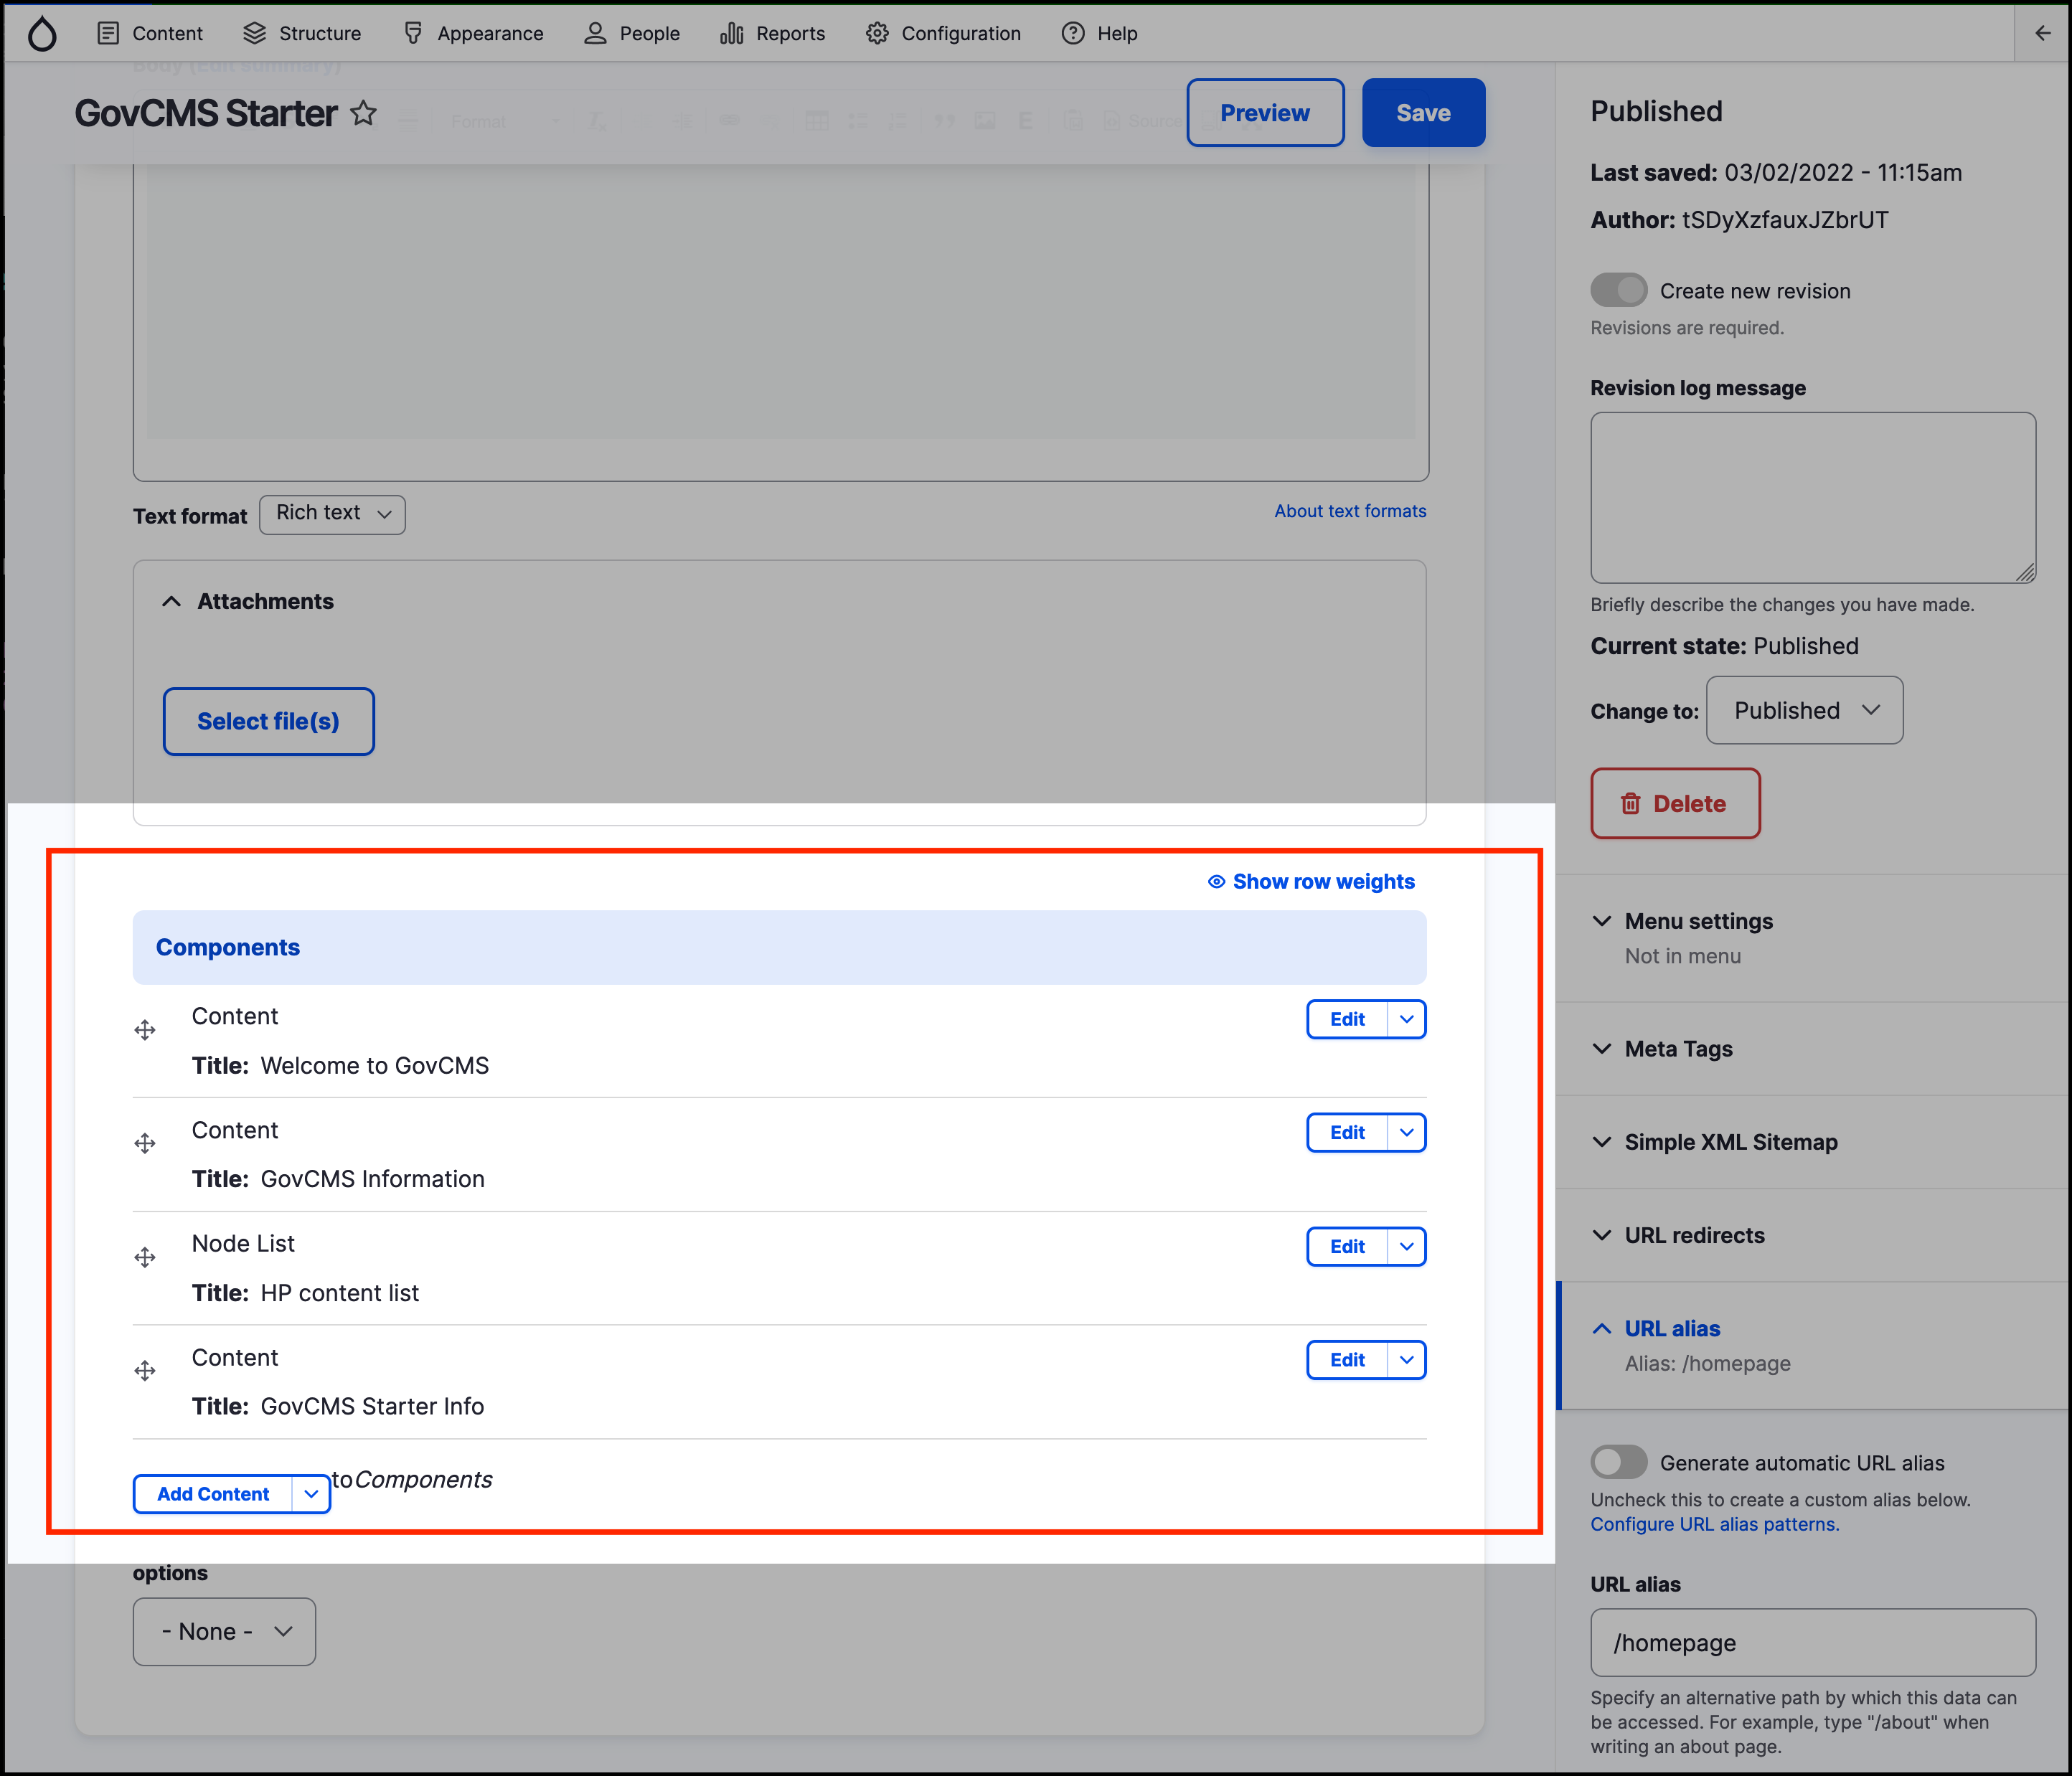 Content
Structure
Appearance
People
Reports
Configuration
Help
Body (Edit summary)
GovCMS Starter
Format
Source
Preview
Save
Text format
Rich text
About text formats
Attachments
Select file(s)
Show row weights
Components
Content
Edit
Title: Welcome to GovCMS
Content
Edit
Title: GovCMS Information
Node List
Edit
Title: HP content list
Content
Edit
Title: GovCMS Starter Info
Add Content
to Components
options
- None -
Published
Last saved: 03/02/2022 - 11:15am
Author: tSDyXzfauxJZbrUT
Create new revision
Revisions are required.
Revision log message
Briefly describe the changes you have made.
Current state: Published
Change to:
Published
Delete
Menu settings
Not in menu
Meta Tags
Simple XML Sitemap
URL redirects
URL alias
Alias: /homepage
Generate automatic URL alias
Uncheck this to create a custom alias below.
Configure URL alias patterns.
URL alias
/homepage
Specify an alternative path by which this data can
be accessed. For example, type "/about" when
writing an about page.